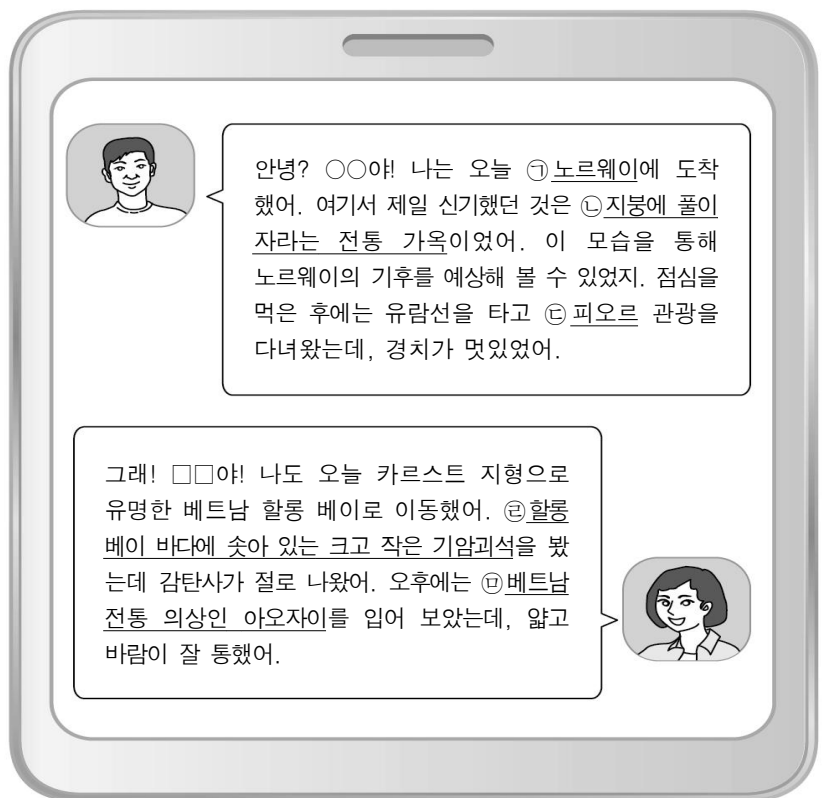 안녕? ○○야! 나는 오늘 ㉠노르웨이에 도착
했어. 여기서 제일 신기했던 것은 ㉡지붕에 풀이
자라는 전통 가옥이었어. 이 모습을 통해
노르웨이의 기후를 예상해 볼 수 있었지. 점심을
먹은 후에는 유람선을 타고 ㉢피오르 관광을
다녀왔는데, 경치가 멋있었어.
그래! □□야! 나도 오늘 카르스트 지형으로
유명한 베트남 할롱 베이로 이동했어. ㉣할롱
베이 바다에 솟아 있는 크고 작은 기암괴석을 봤
는데 감탄사가 절로 나왔어. 오후에는 ㉤베트남
전통 의상인 아오자이를 입어 보았는데, 얇고
바람이 잘 통했어.